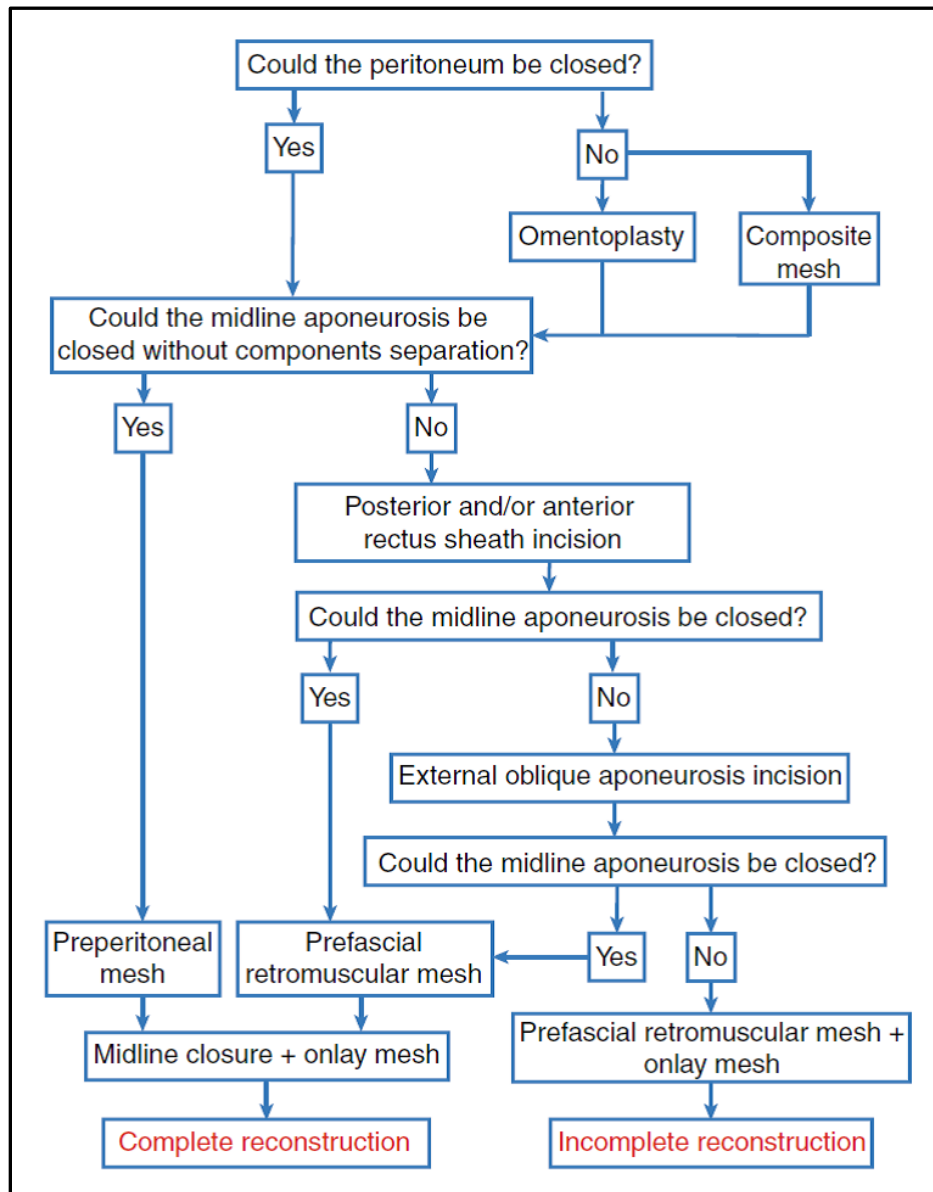 Could the peritoneum be closed?
Yes
No
Omentoplasty
Composite
mesh
Could the midline aponeurosis be
closed without components separation?
Yes
No
Posterior and/or anterior
rectus sheath incision
Could the midline aponeurosis be closed?
Yes
No
External oblique aponeurosis incision
Could the midline aponeurosis be closed?
Yes
No
Preperitoneal
mesh
Prefascial
retromuscular mesh
Midline closure + onlay mesh
Prefascial retromuscular mesh +
onlay mesh
Complete reconstruction
Incomplete reconstruction